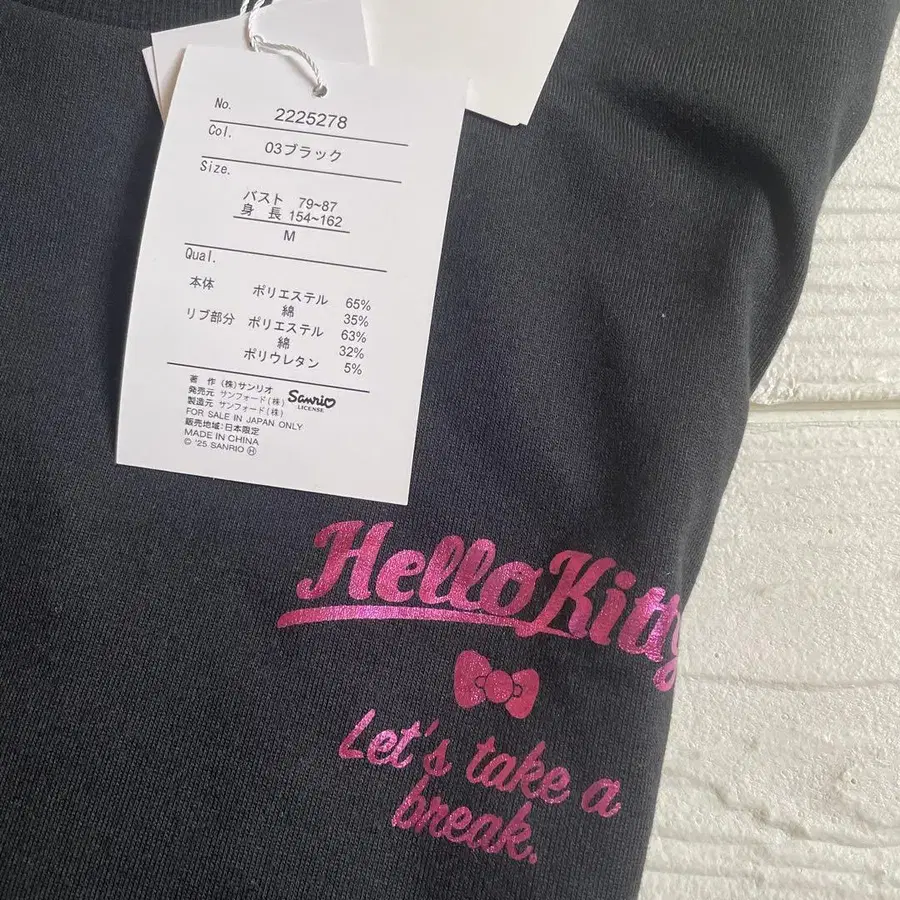 No. 2225278
Col. 03ブラック
Size.
バスト 79~87
身 長 154~162
M
Qual.
本体 ポリエステル 65%
綿 35%
リブ部分 ポリエステル 63%
綿 32%
ポリウレタン 5%
著 作 (株)サンリオ
発売元 サンフォード(株)
製造元 サンフォード(株)
Sanrio
LICENSE
FOR SALE IN JAPAN ONLY
販売地域:日本限定
MADE IN CHINA
© '25 SANRIO Ⓗ
Hello Kitty
Let's take a
break.